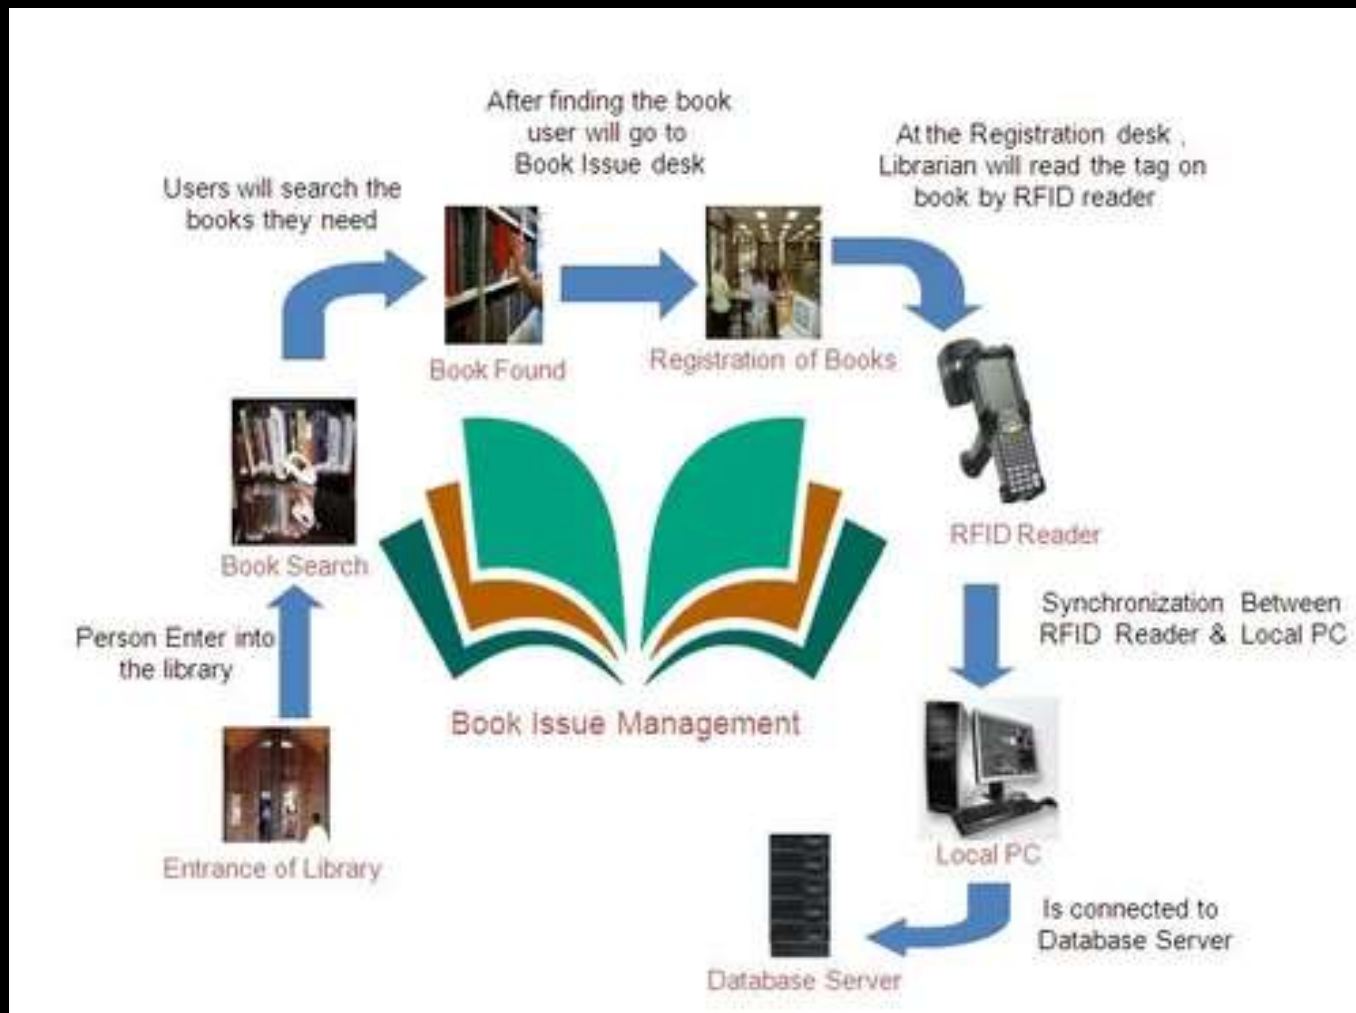 After finding the book
user will go to
Book Issue desk
At the Registration desk ,
Librarian will read the tag on
book by RFID reader
Users will search the
books they need
Book Found
Registration of Books
RFID Reader
Book Search
Person Enter into
the library
Synchronization Between
RFID Reader & Local PC
Book Issue Management
Entrance of Library
Local PC
Is connected to
Database Server
Database Server